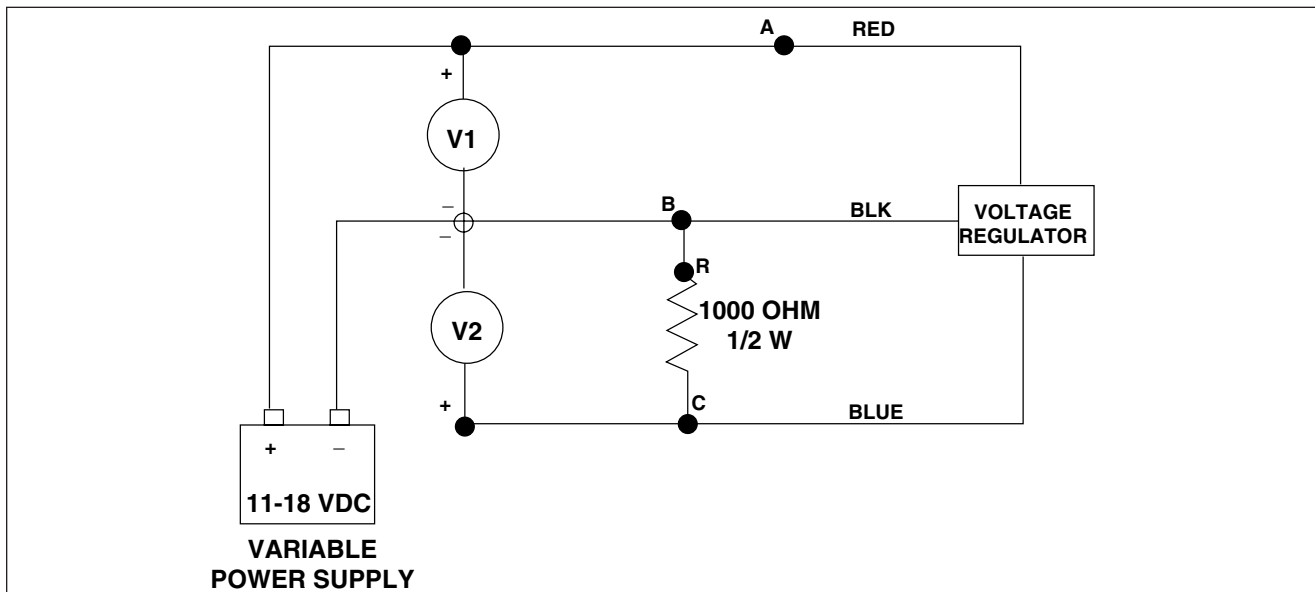 A
RED
+
V1
–
B
BLK
VOLTAGE
REGULATOR
–
R
1000 OHM
1/2 W
V2
+
C
BLUE
+ –
11-18 VDC
VARIABLE
POWER SUPPLY